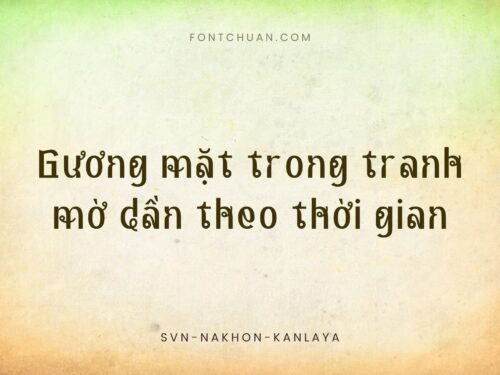 FONTCHUAN.COM
Gương mặt trong tranh
mờ dần theo thời gian
SVN-NAKHON-KANLAYA